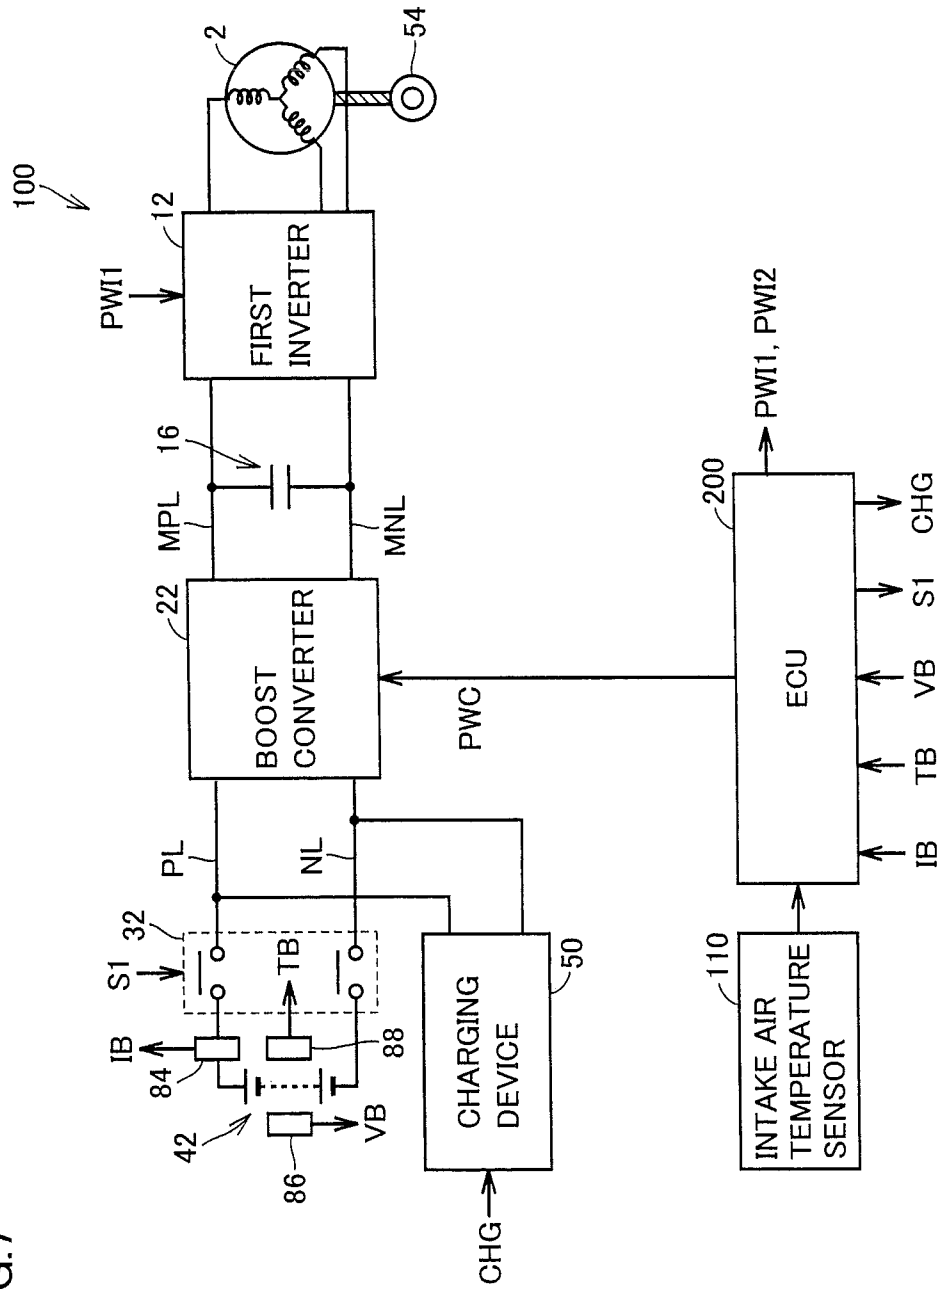 G.7
100
PWI1
12
FIRST
INVERTER
2
54
MPL
16
MNL
22
BOOST
CONVERTER
PWC
PL
NL
S1
32
TB
IB
84
88
42
86
VB
CHARGING
DEVICE
50
CHG
200
ECU
PWI1, PWI2
IB
TB
VB
S1
CHG
110
INTAKE AIR
TEMPERATURE
SENSOR